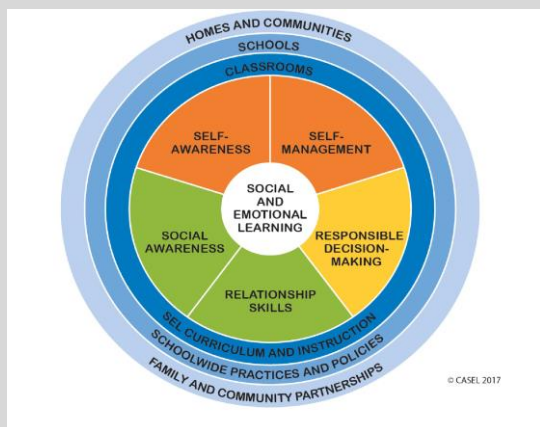 HOMES AND COMMUNITIES
SCHOOLS
CLASSROOMS
SELF-
AWARENESS
SELF-
MANAGEMENT
SOCIAL
AND
EMOTIONAL
LEARNING
SOCIAL
AWARENESS
RESPONSIBLE
DECISION-
MAKING
RELATIONSHIP
SKILLS
SEL CURRICULUM AND INSTRUCTION
SCHOOLWIDE PRACTICES AND POLICIES
FAMILY AND COMMUNITY PARTNERSHIPS
© CASEL 2017